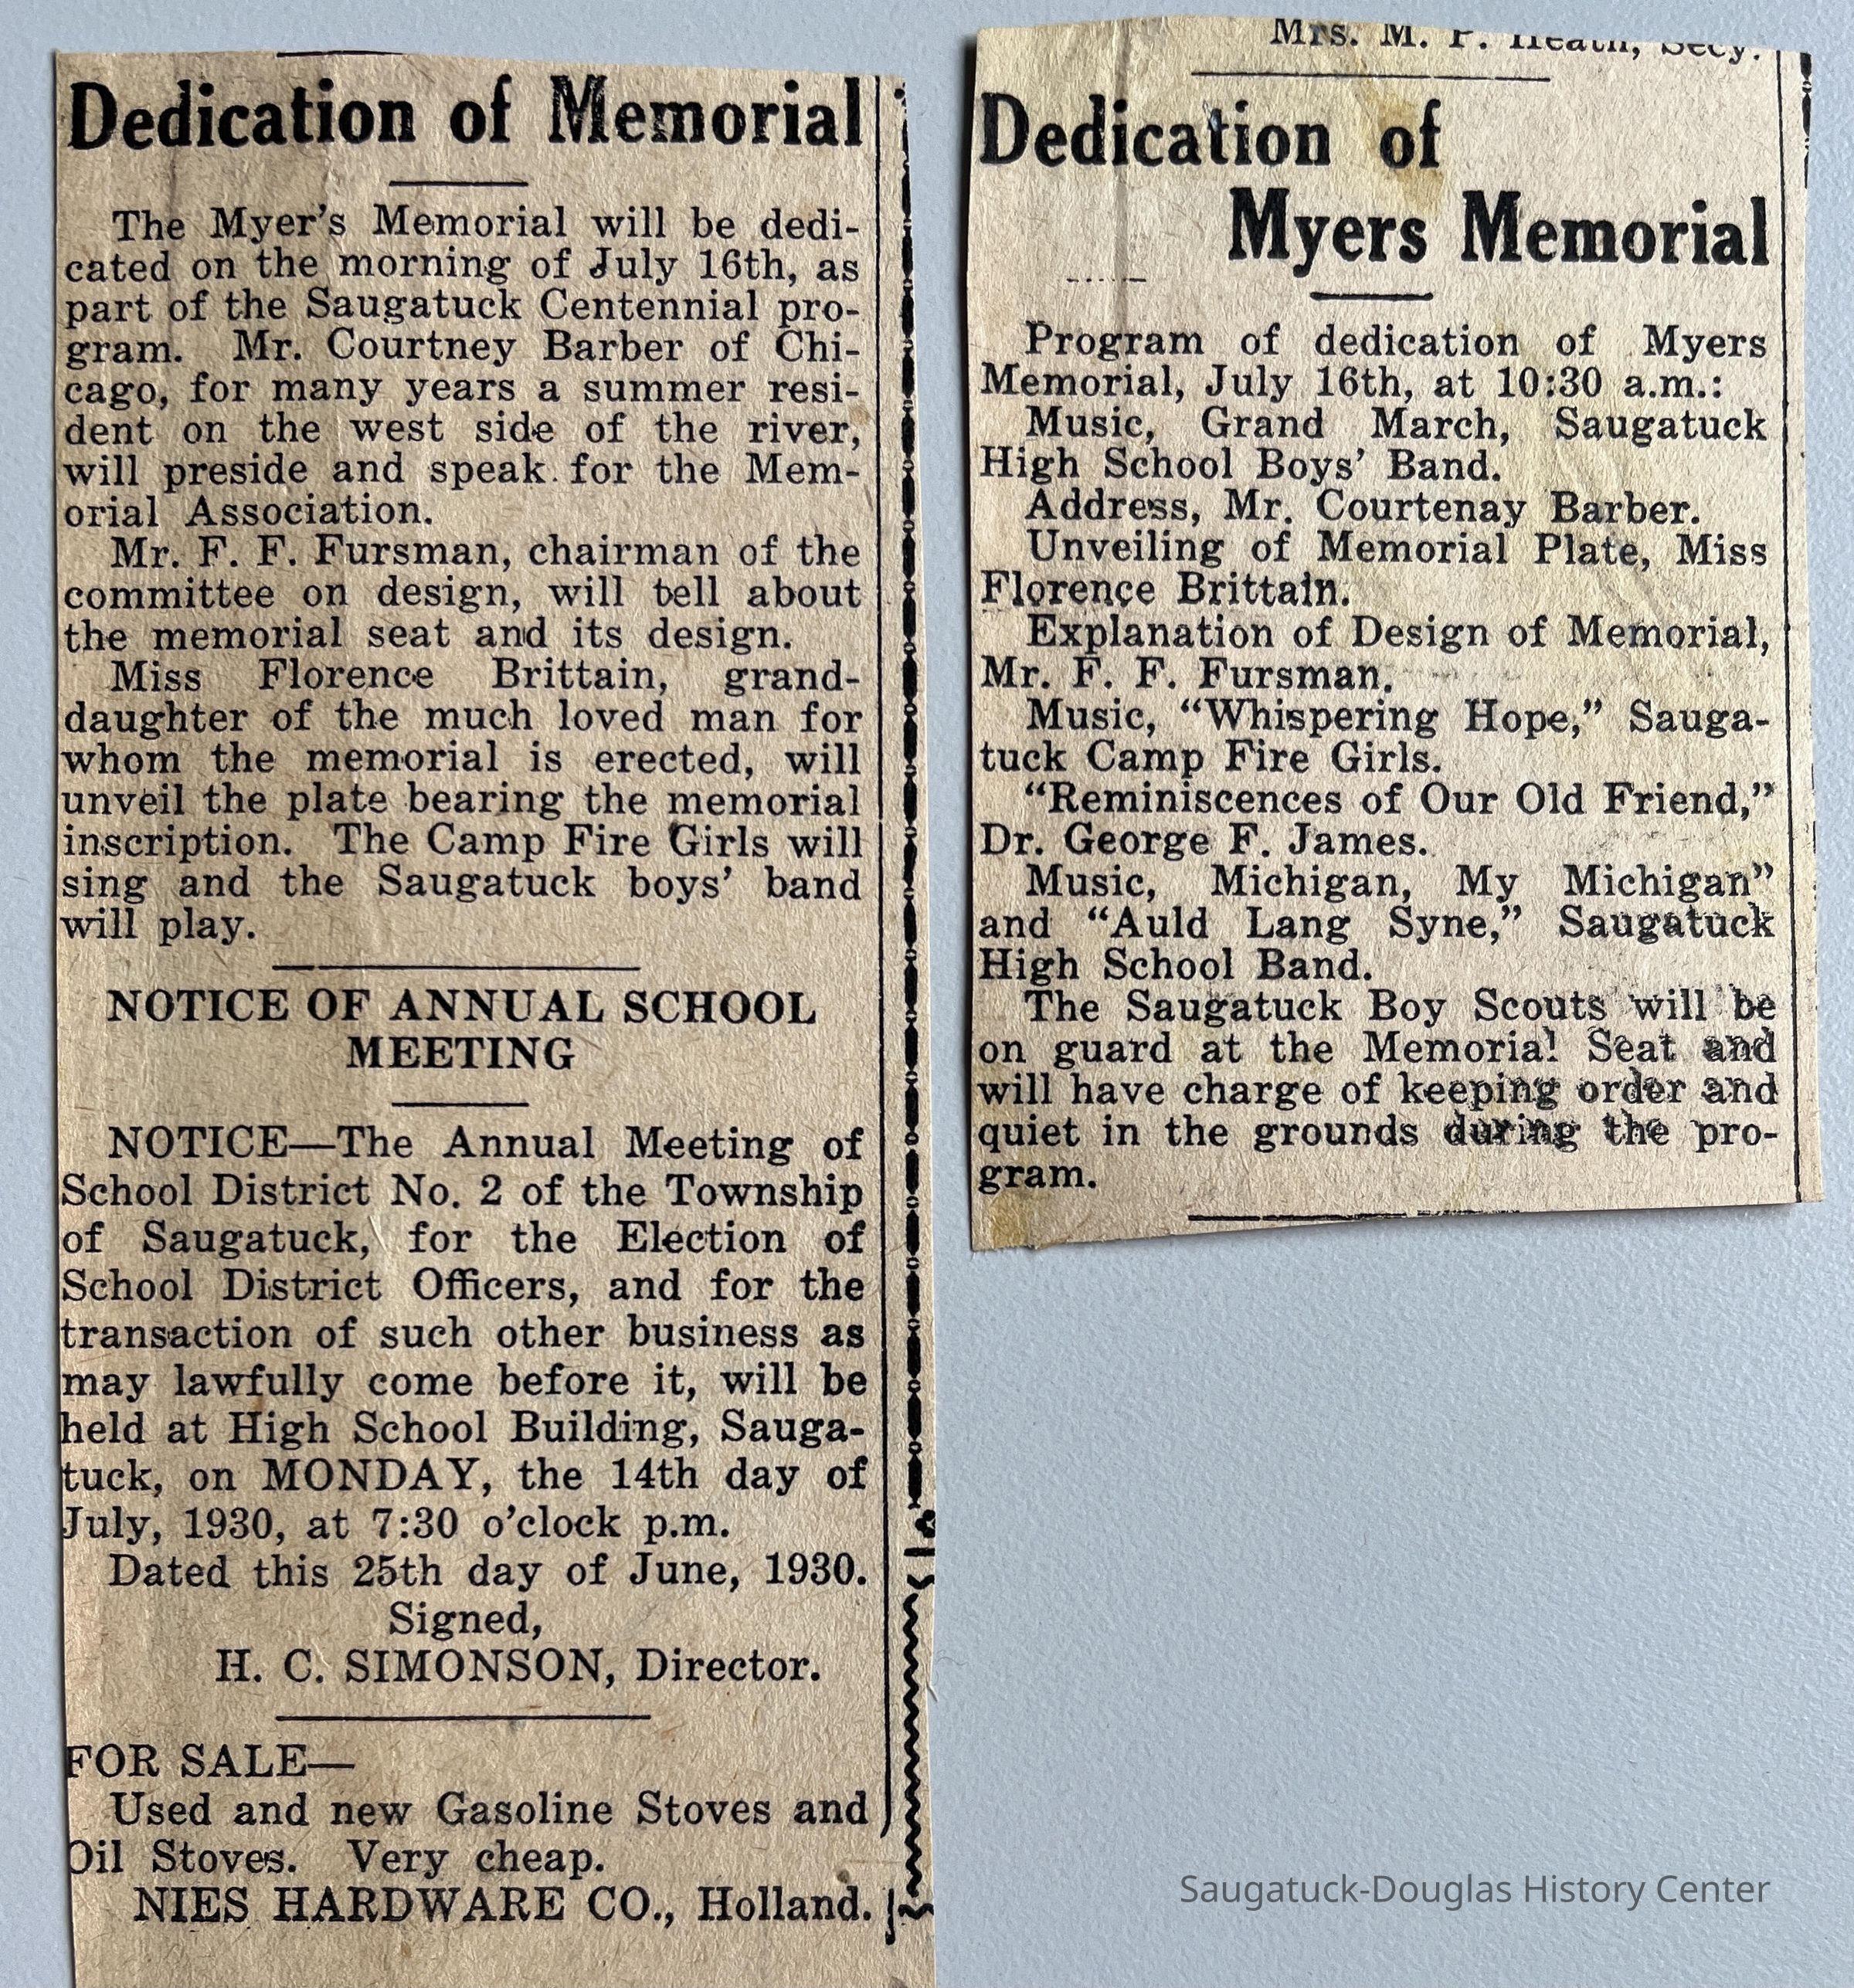 Dedication of Memorial
The Myer's Memorial will be dedi-
cated on the morning of July 16th, as
part of the Saugatuck Centennial pro-
gram. Mr. Courtney Barber of Chi-
cago, for many years a summer resi-
dent on the west side of the river,
will preside and speak for the Mem-
orial Association.
Mr. F. F. Fursman, chairman of the
committee on design, will tell about
the memorial seat and its design.
Miss Florence Brittain, grand-
daughter of the much loved man for
whom the memorial is erected, will
unveil the plate bearing the memorial
inscription. The Camp Fire Girls will
sing and the Saugatuck boys' band
will play.
NOTICE OF ANNUAL SCHOOL
MEETING
NOTICE—The Annual Meeting of
School District No. 2 of the Township
of Saugatuck, for the Election of
School District Officers, and for the
transaction of such other business as
may lawfully come before it, will be
held at High School Building, Sauga-
tuck, on MONDAY, the 14th day of
July, 1930, at 7:30 o'clock p.m.
Dated this 25th day of June, 1930.
Signed,
H. C. SIMONSON, Director.
FOR SALE—
Used and new Gasoline Stoves and
Oil Stoves. Very cheap.
NIES HARDWARE CO., Holland.
Mrs. M. P. Heath, Secy.
Dedication of
Myers Memorial
Program of dedication of Myers
Memorial, July 16th, at 10:30 a.m.:
Music, Grand March, Saugatuck
High School Boys' Band.
Address, Mr. Courtenay Barber.
Unveiling of Memorial Plate, Miss
Florence Brittain.
Explanation of Design of Memorial,
Mr. F. F. Fursman.
Music, "Whispering Hope," Sauga-
tuck Camp Fire Girls.
"Reminiscences of Our Old Friend,"
Dr. George F. James.
Music, Michigan, My Michigan"
and "Auld Lang Syne," Saugatuck
High School Band.
The Saugatuck Boy Scouts will be
on guard at the Memorial Seat and
will have charge of keeping order and
quiet in the grounds during the pro-
gram.
Saugatuck-Douglas History Center